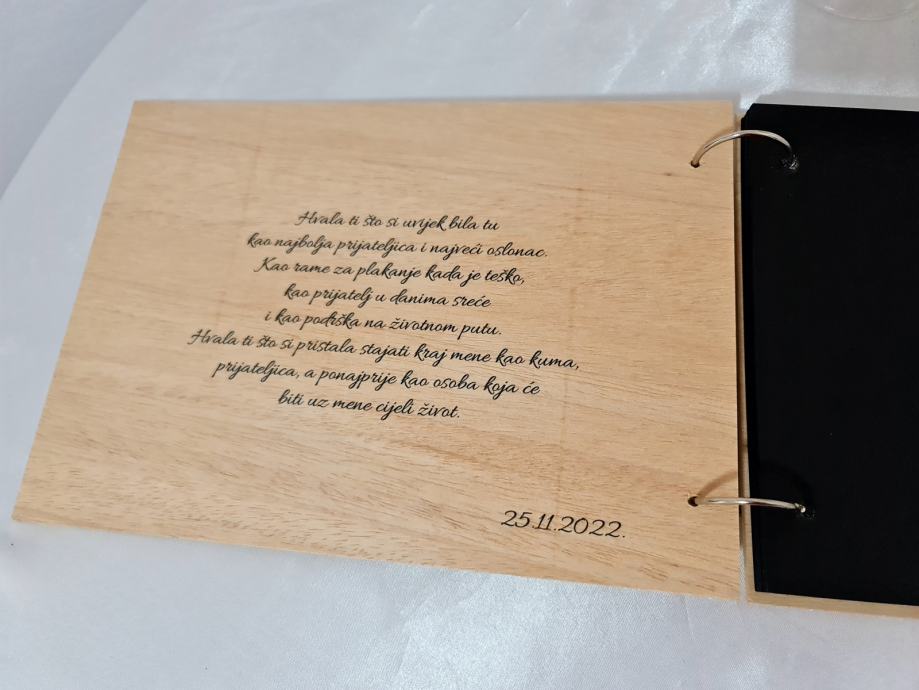 Hvala ti što si uvijek bila tu
kao najbolja prijateljica i najveći oslonac.
Kao rame za plakanje kada je teško,
kao prijatelj u danima sreće
i kao podrška na životnom putu.
Hvala ti što si pristala stajati kraj mene kao kuma,
prijateljica, a ponajprije kao osoba koja će
biti uz mene cijeli život.
25.11.2022.